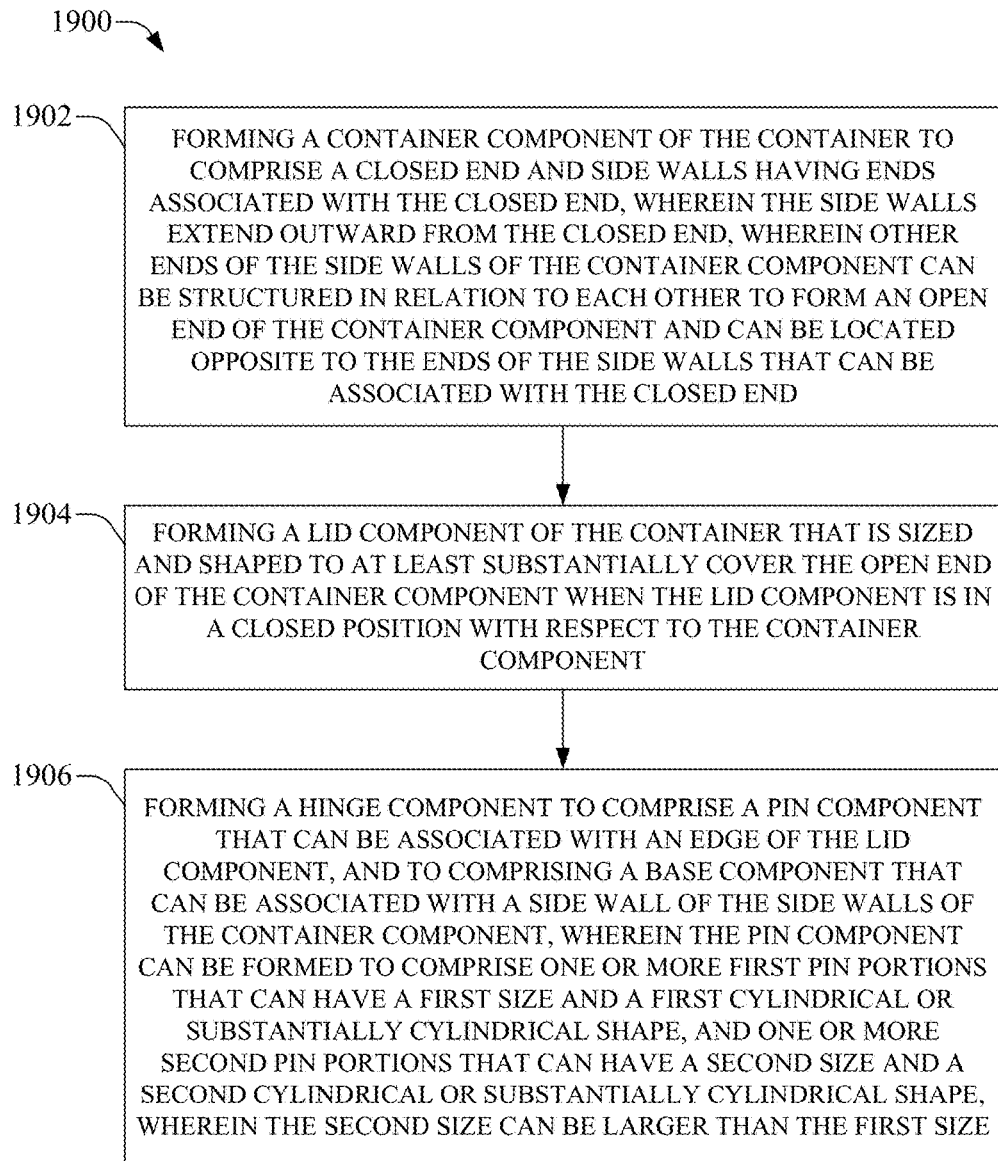 1900
1902
FORMING A CONTAINER COMPONENT OF THE CONTAINER TO
COMPRISE A CLOSED END AND SIDE WALLS HAVING ENDS
ASSOCIATED WITH THE CLOSED END, WHEREIN THE SIDE WALLS
EXTEND OUTWARD FROM THE CLOSED END, WHEREIN OTHER
ENDS OF THE SIDE WALLS OF THE CONTAINER COMPONENT CAN
BE STRUCTURED IN RELATION TO EACH OTHER TO FORM AN OPEN
END OF THE CONTAINER COMPONENT AND CAN BE LOCATED
OPPOSITE TO THE ENDS OF THE SIDE WALLS THAT CAN BE
ASSOCIATED WITH THE CLOSED END
1904
FORMING A LID COMPONENT OF THE CONTAINER THAT IS SIZED
AND SHAPED TO AT LEAST SUBSTANTIALLY COVER THE OPEN END
OF THE CONTAINER COMPONENT WHEN THE LID COMPONENT IS IN
A CLOSED POSITION WITH RESPECT TO THE CONTAINER
COMPONENT
1906
FORMING A HINGE COMPONENT TO COMPRISE A PIN COMPONENT
THAT CAN BE ASSOCIATED WITH AN EDGE OF THE LID
COMPONENT, AND TO COMPRISING A BASE COMPONENT THAT
CAN BE ASSOCIATED WITH A SIDE WALL OF THE SIDE WALLS OF
THE CONTAINER COMPONENT, WHEREIN THE PIN COMPONENT
CAN BE FORMED TO COMPRISE ONE OR MORE FIRST PIN PORTIONS
THAT CAN HAVE A FIRST SIZE AND A FIRST CYLINDRICAL OR
SUBSTANTIALLY CYLINDRICAL SHAPE, AND ONE OR MORE
SECOND PIN PORTIONS THAT CAN HAVE A SECOND SIZE AND A
SECOND CYLINDRICAL OR SUBSTANTIALLY CYLINDRICAL SHAPE,
WHEREIN THE SECOND SIZE CAN BE LARGER THAN THE FIRST SIZE